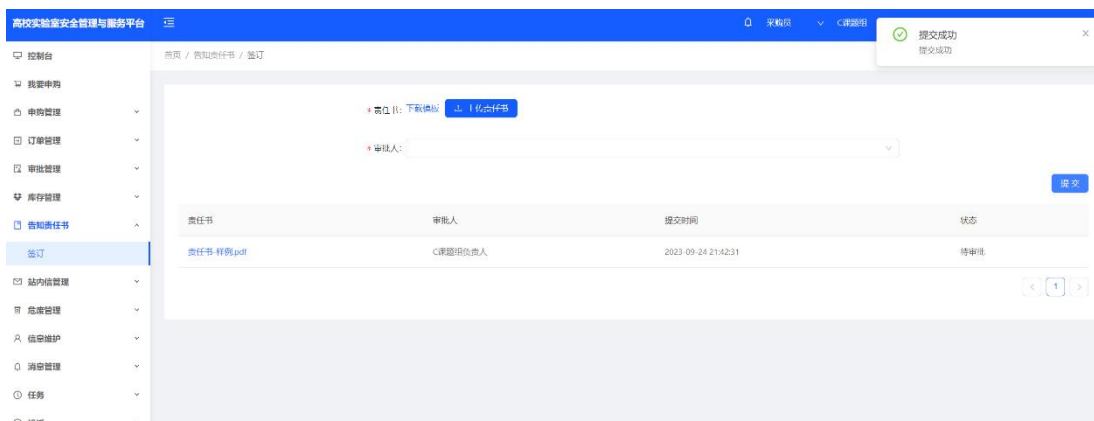 高校实验室安全管理与服务平台
采购员
C课题组
提交成功
提交成功
控制台
首页 / 告知责任书 / 签订
我要申购
申购管理
* 责任书: 下载模板 上传责任书
订单管理
* 审批人:
审批管理
提交
库存管理
责任书 审批人 提交时间 状态
告知责任书
签订
责任书-样例.pdf C课题组负责人 2023-09-24 21:42:31 待审批
站内信管理
1
危废管理
信息维护
消息管理
任务